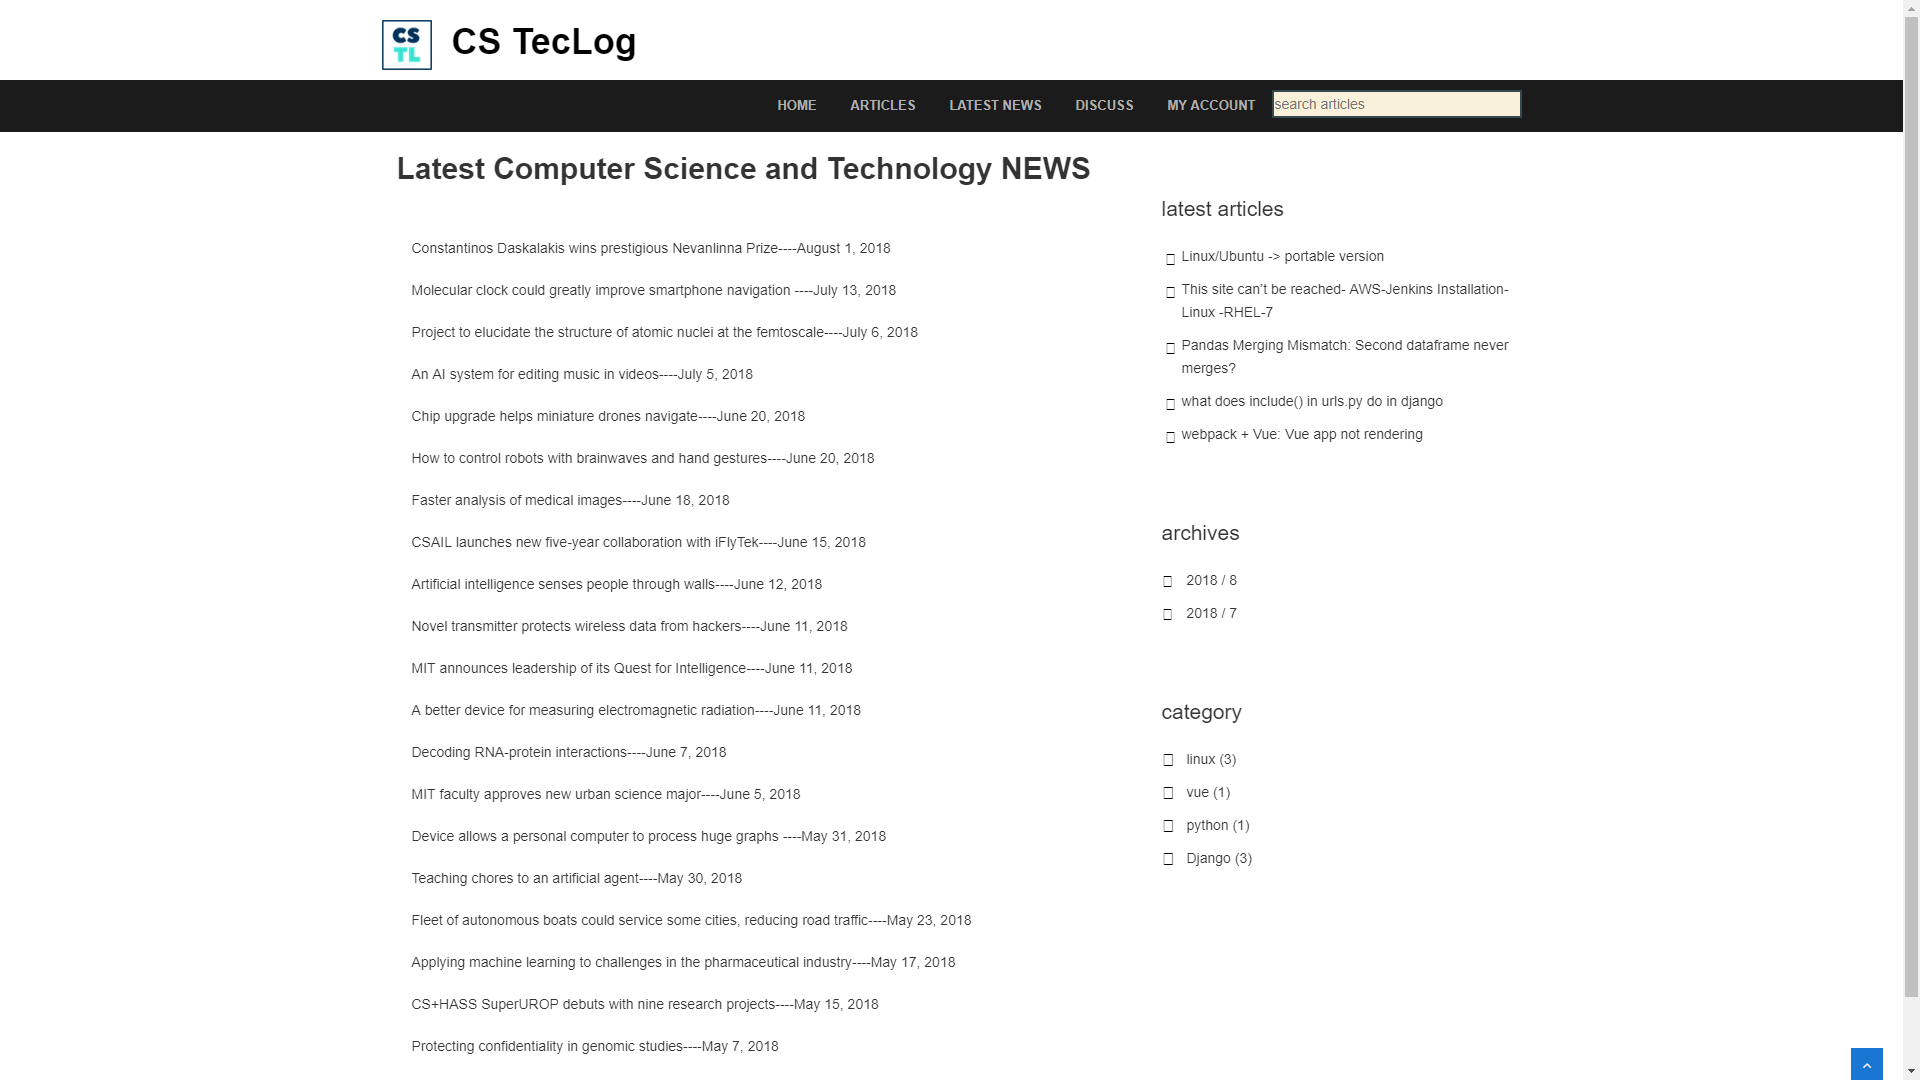 CS
TL
CS TecLog
HOME
ARTICLES
LATEST NEWS
DISCUSS
MY ACCOUNT
search articles
Latest Computer Science and Technology NEWS
Constantinos Daskalakis wins prestigious Nevanlinna Prize----August 1, 2018
Molecular clock could greatly improve smartphone navigation ----July 13, 2018
Project to elucidate the structure of atomic nuclei at the femtoscale----July 6, 2018
An AI system for editing music in videos----July 5, 2018
Chip upgrade helps miniature drones navigate----June 20, 2018
How to control robots with brainwaves and hand gestures----June 20, 2018
Faster analysis of medical images----June 18, 2018
CSAIL launches new five-year collaboration with iFlyTek----June 15, 2018
Artificial intelligence senses people through walls----June 12, 2018
Novel transmitter protects wireless data from hackers----June 11, 2018
MIT announces leadership of its Quest for Intelligence----June 11, 2018
A better device for measuring electromagnetic radiation----June 11, 2018
Decoding RNA-protein interactions----June 7, 2018
MIT faculty approves new urban science major----June 5, 2018
Device allows a personal computer to process huge graphs ----May 31, 2018
Teaching chores to an artificial agent----May 30, 2018
Fleet of autonomous boats could service some cities, reducing road traffic----May 23, 2018
Applying machine learning to challenges in the pharmaceutical industry----May 17, 2018
CS+HASS SuperUROP debuts with nine research projects----May 15, 2018
Protecting confidentiality in genomic studies----May 7, 2018
latest articles
Linux/Ubuntu -> portable version
This site can’t be reached- AWS-Jenkins Installation-
Linux -RHEL-7
Pandas Merging Mismatch: Second dataframe never
merges?
what does include() in urls.py do in django
webpack + Vue: Vue app not rendering
archives
2018 / 8
2018 / 7
category
linux (3)
vue (1)
python (1)
Django (3)